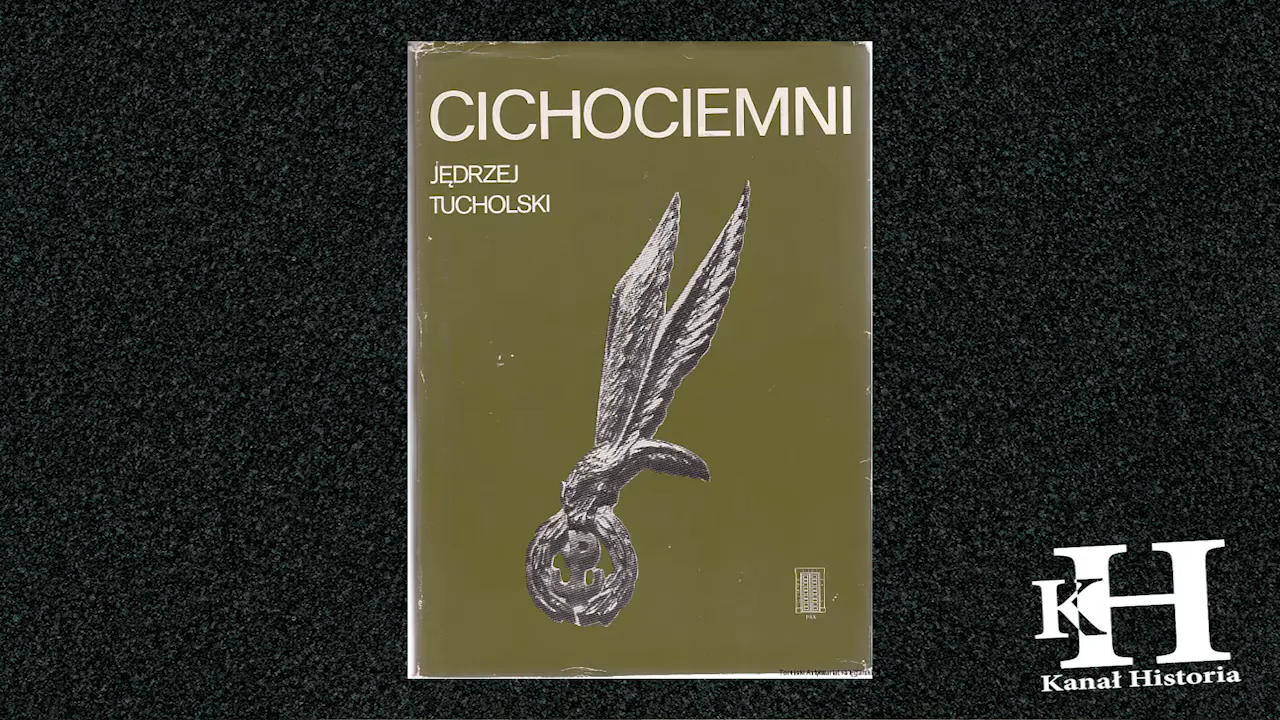 CICHOCIEMNI
JĘDRZEJ
TUCHOLSKI
PAX
KH
Kanał Historia